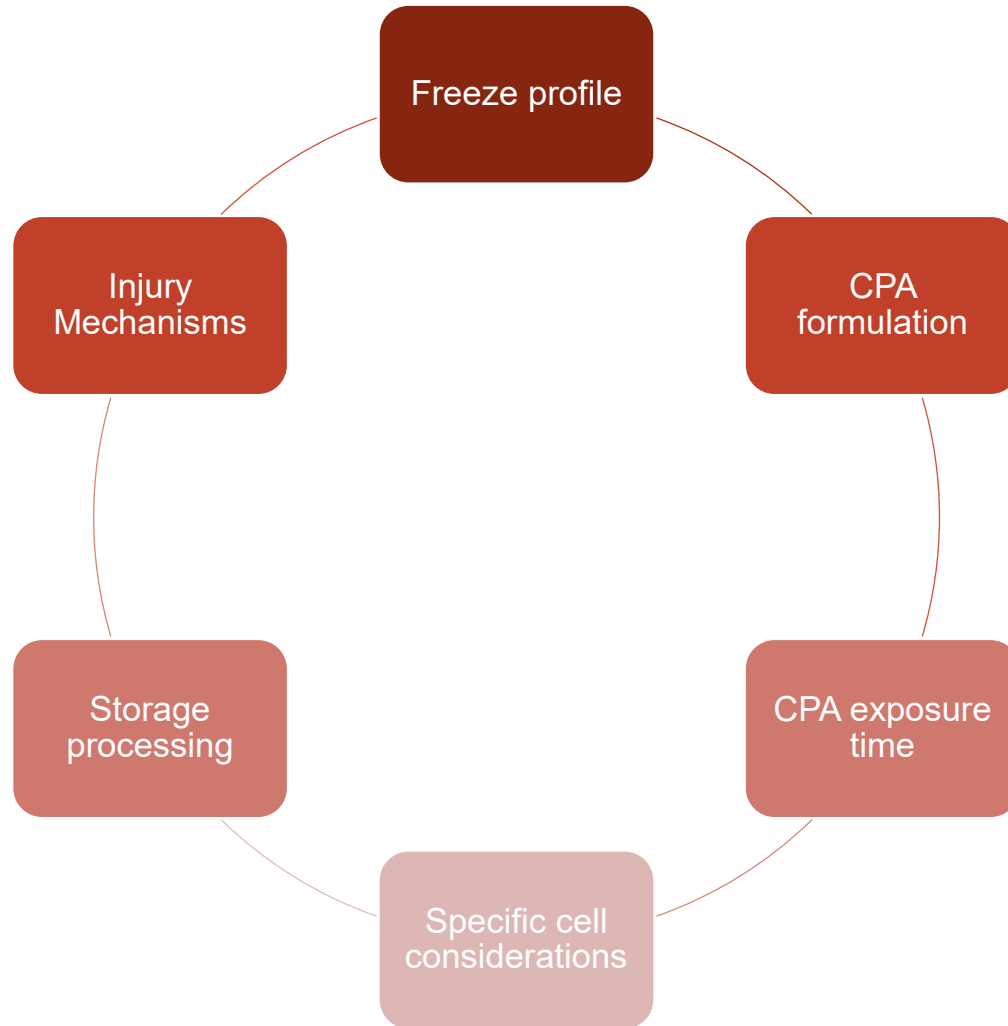 Freeze profile
Injury
Mechanisms
CPA
formulation
Storage
processing
CPA exposure
time
Specific cell
considerations